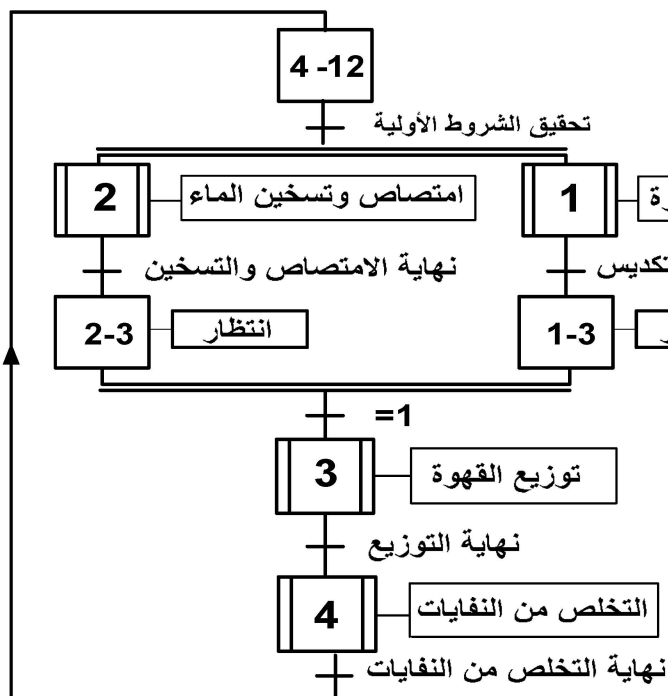 4 -12
تحقيق الشروط الأولية
1
2
امتصاص وتسخين الماء
تكديس
نهاية الامتصاص والتسخين
1-3
2-3
انتظار
=1
3
توزيع القهوة
نهاية التوزيع
4
التخلص من النفايات
نهاية التخلص من النفايات